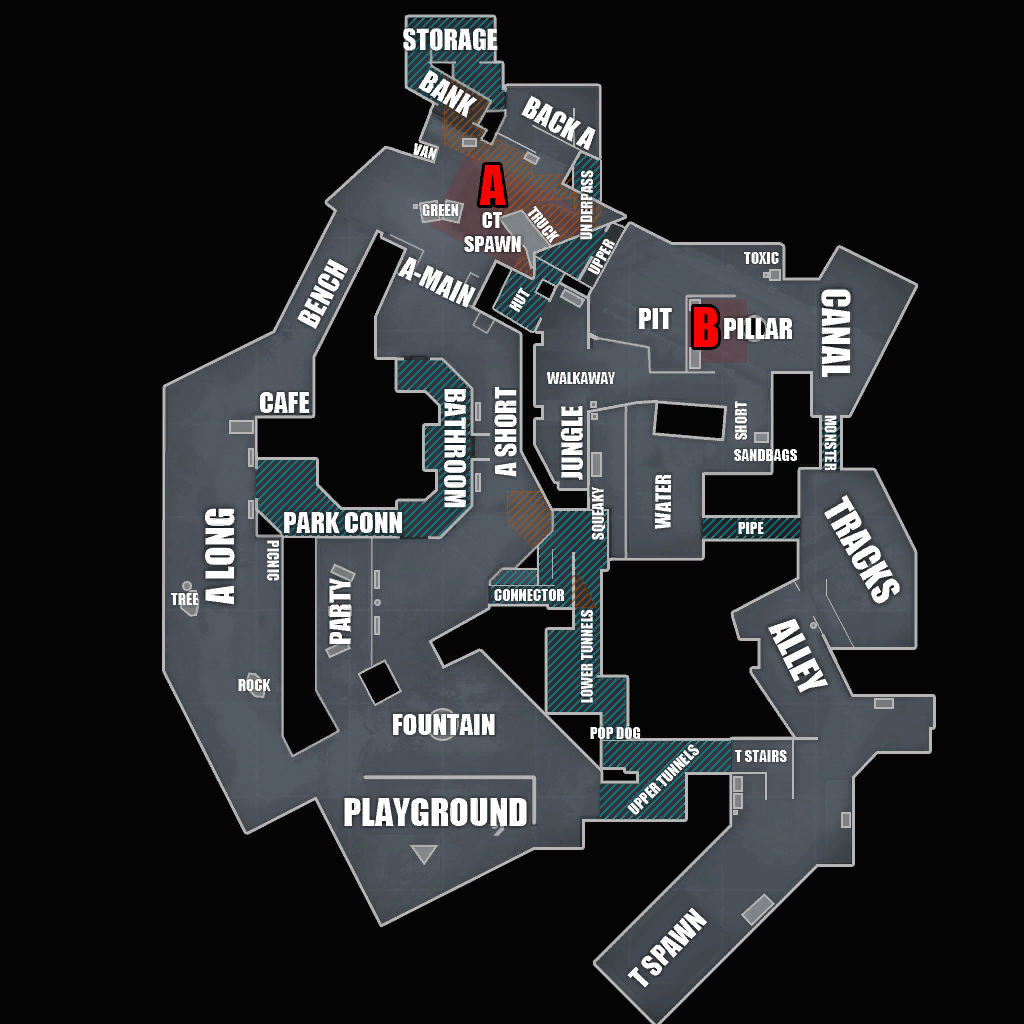 STORAGE
BANK
BACK A
VAN
A
UNDERPASS
GREEN
CT
SPAWN
TRUCK
UPPER
TOXIC
A-MAIN
HUT
BENCH
PIT
B
PILLAR
CANAL
WALKAWAY
CAFE
BATHROOM
A SHORT
JUNGLE
SHORT
MONSTER
SANDBAGS
WATER
SQUEAKY
PARK CONN
PIPE
TRACKS
A LONG
PICNIC
TREE
PARTY
CONNECTOR
LOWER TUNNELS
ALLEY
ROCK
FOUNTAIN
POP DOG
T STAIRS
UPPER TUNNELS
PLAYGROUND
T SPAWN